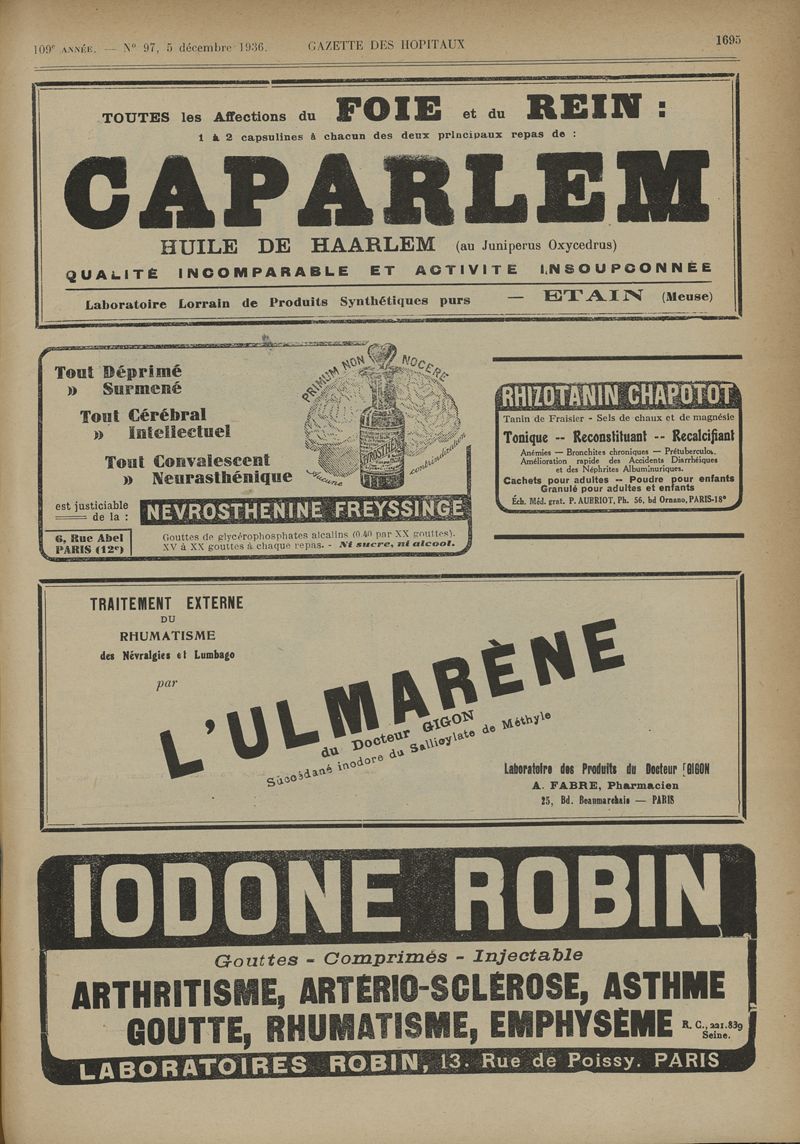 109e ANNÉE. — No 97, 5 décembre 1936.
GAZETTE DES HOPITAUX
1695
TOUTES les Affections du FOIE et du REIN :
1 à 2 capsulines à chacun des deux principaux repas de :
CAPARLEM
HUILE DE HAARLEM (au Juniperus Oxycedrus)
QUALITÉ INCOMPARABLE ET ACTIVITE INSOUPCONNÉE
Laboratoire Lorrain de Produits Synthétiques purs — ETAIN (Meuse)
Tout Déprimé
» Surmené
Tout Cérébral
» Intellectuel
Tout Convalescent
» Neurasthénique
PRIMUM NON NOCERE
Aucune contrindication
est justiciable
de la :
NEVROSTHENINE FREYSSINGE
6, Rue Abel
PARIS (12e)
Gouttes de glycérophosphates alcalins (0.40 par XX gouttes).
XV à XX gouttes à chaque repas. - Ni sucre, ni alcool.
RHIZOTANIN CHAPOTOT
Tanin de Fraisier - Sels de chaux et de magnésie
Tonique -- Reconstituant -- Recalcifiant
Anémies — Bronchites chroniques — Prétuberculos.
Amélioration rapide des Accidents Diarrhéiques
et des Néphrites Albuminuriques.
Cachets pour adultes -- Poudre pour enfants
Granulé pour adultes et enfants
Éch. Méd. grat. P. AUBRIOT, Ph. 56, bd Ornano, PARIS-18e
TRAITEMENT EXTERNE
DU
RHUMATISME
des Névralgies et Lumbago
par
L'ULMARÈNE
du Docteur GIGON
Succédané inodore du Salicylate de Méthyle
Laboratoire des Produits du Docteur GIGON
A. FABRE, Pharmacien
25, Bd. Beaumarchais — PARIS
IODONE ROBIN
Gouttes - Comprimés - Injectable
ARTHRITISME, ARTÉRIO-SCLÉROSE, ASTHME
GOUTTE, RHUMATISME, EMPHYSÈME
R. C., 221.839
Seine.
LABORATOIRES ROBIN, 13. Rue de Poissy. PARIS